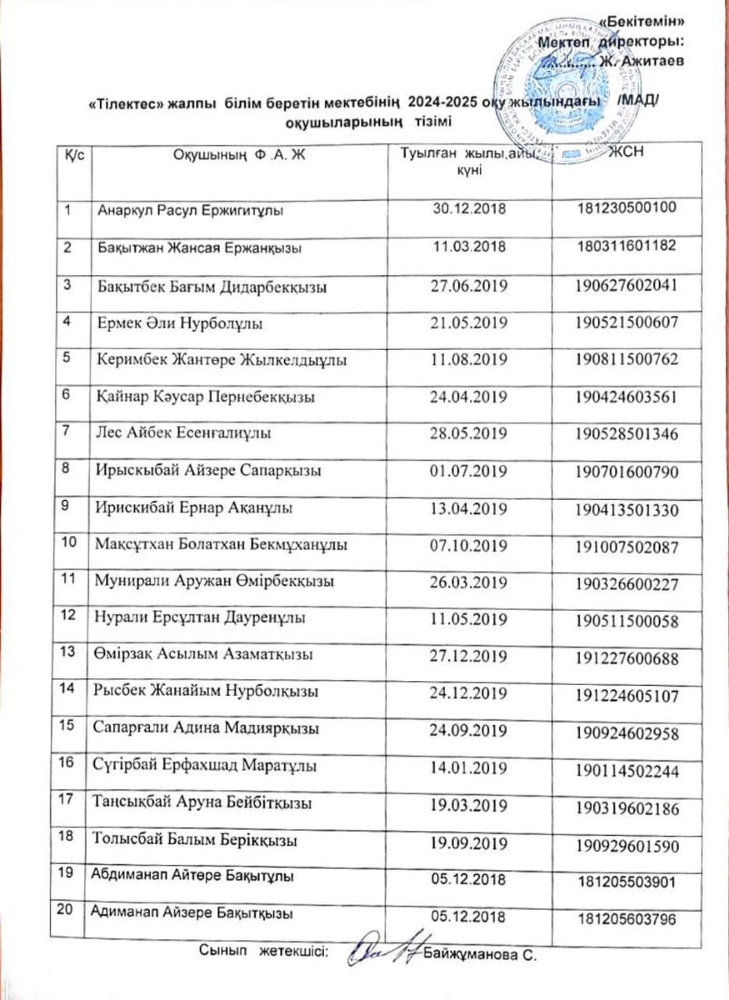 «Бекітемін»
Мектеп директоры:
............ Ж. Ажитаев
«Тілектес» жалпы білім беретін мектебінің 2024-2025 оқу жылындағы /МАД/
оқушыларының тізімі
Қ/с Оқушының Ф .А. Ж Туылған жылы,айы, күні ЖСН
1 Анаркул Расул Ержигитұлы 30.12.2018 181230500100
2 Бақытжан Жансая Ержанқызы 11.03.2018 180311601182
3 Бақытбек Бағым Дидарбекқызы 27.06.2019 190627602041
4 Ермек Әли Нурболұлы 21.05.2019 190521500607
5 Керимбек Жантөре Жылкелдыұлы 11.08.2019 190811500762
6 Қайнар Кәусар Пернебекқызы 24.04.2019 190424603561
7 Лес Айбек Есенғалиұлы 28.05.2019 190528501346
8 Ирыскыбай Айзере Сапарқызы 01.07.2019 190701600790
9 Ирискибай Ернар Ақанұлы 13.04.2019 190413501330
10 Мақсұтхан Болатхан Бекмұханұлы 07.10.2019 191007502087
11 Мунирали Аружан Өмірбекқызы 26.03.2019 190326600227
12 Нурали Ерсұлтан Дауренұлы 11.05.2019 190511500058
13 Өмірзақ Асылым Азаматқызы 27.12.2019 191227600688
14 Рысбек Жанайым Нурболқызы 24.12.2019 191224605107
15 Сапарғали Адина Мадиярқызы 24.09.2019 190924602958
16 Сүгірбай Ерфахшад Маратұлы 14.01.2019 190114502244
17 Таңсықбай Аруна Бейбітқызы 19.03.2019 190319602186
18 Толысбай Балым Берікқызы 19.09.2019 190929601590
19 Абдиманап Айтөре Бақытұлы 05.12.2018 181205503901
20 Адиманап Айзере Бақытқызы 05.12.2018 181205603796
Сынып жетекшісі: Байжұманова С.